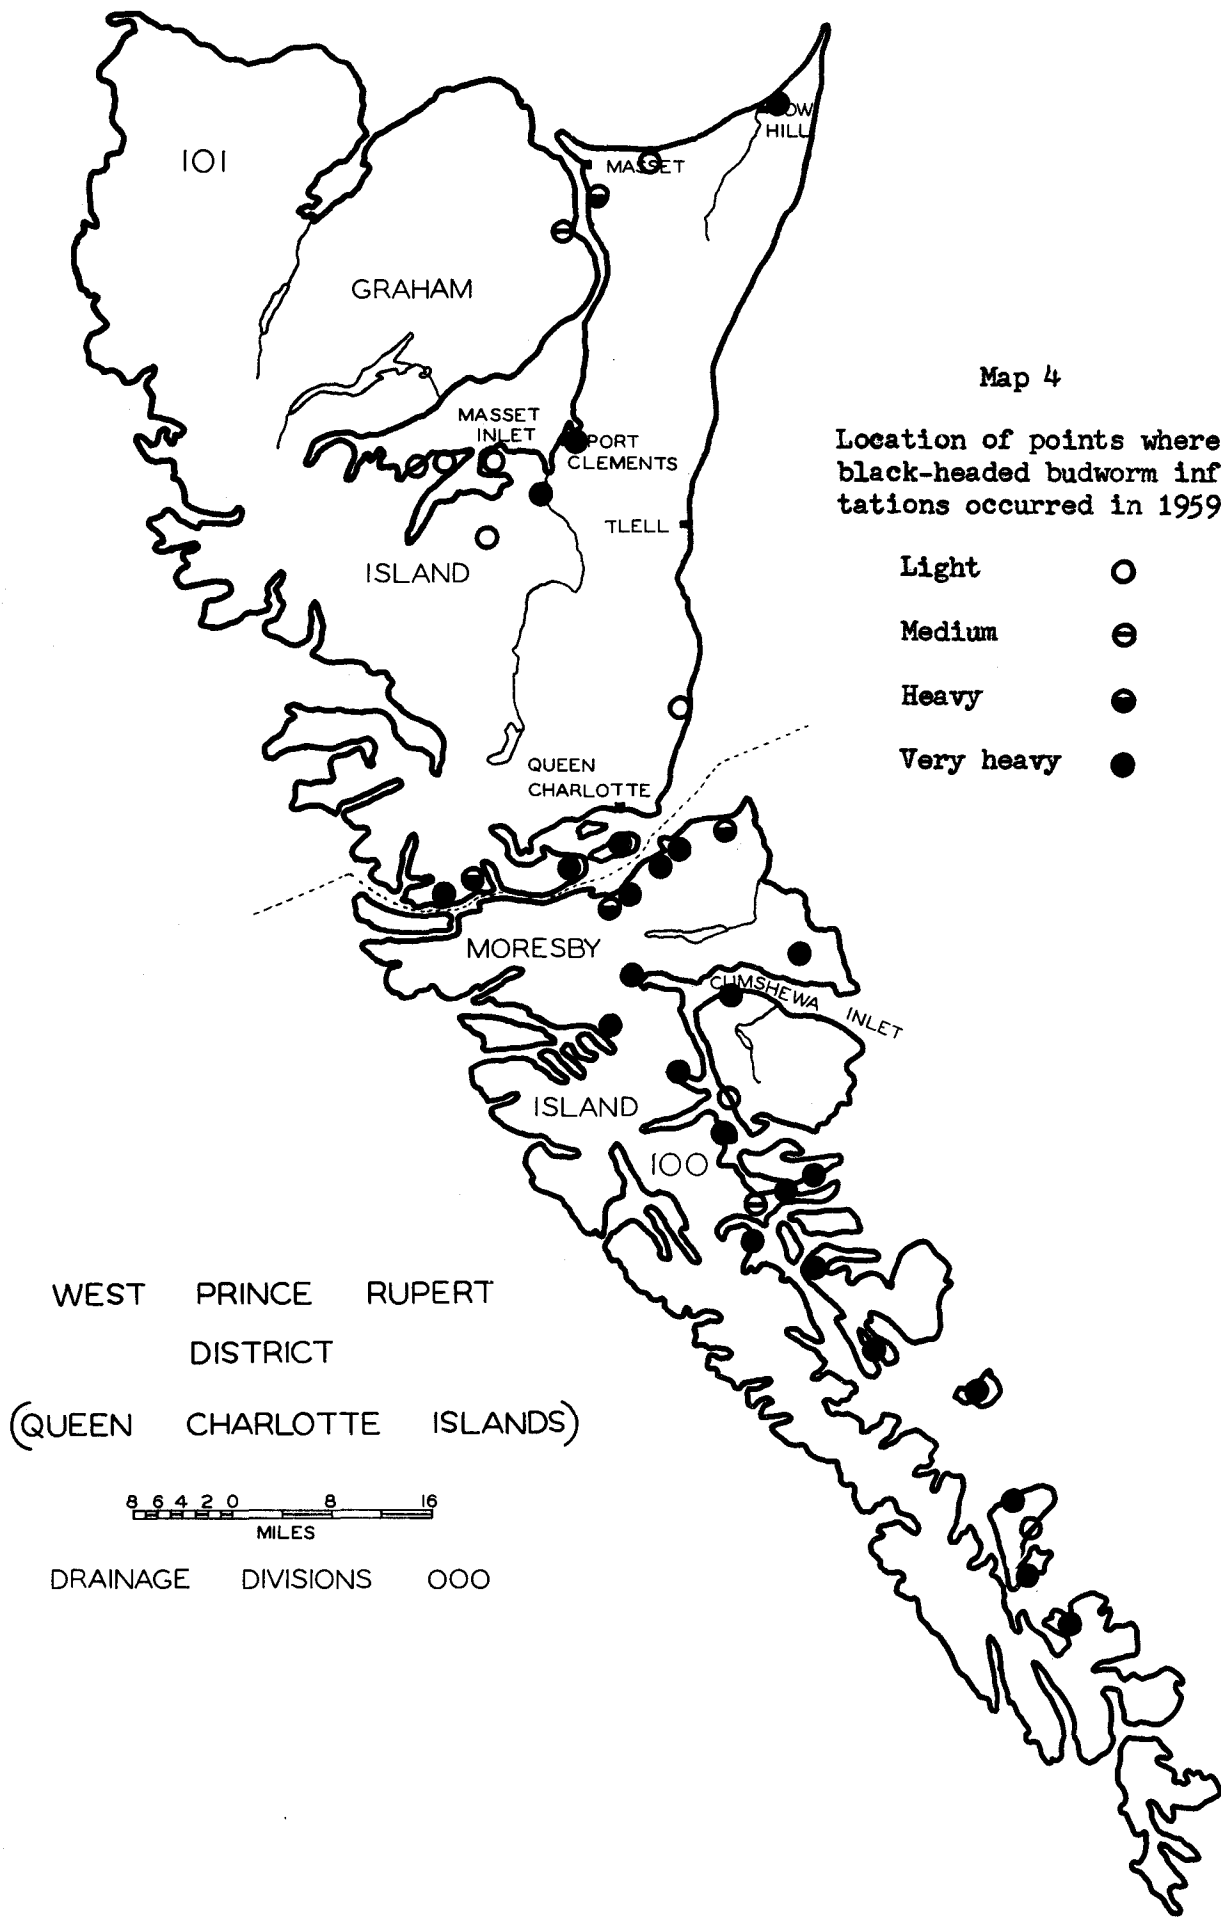 101
OW
HILL
MASSET
GRAHAM
Map 4
MASSET
INLET
PORT
CLEMENTS
Location of points where
black-headed budworm inf
tations occurred in 1959
TLELL
ISLAND
Light
Medium
Heavy
Very heavy
QUEEN
CHARLOTTE
MORESBY
CUMSHEWA INLET
ISLAND
100
WEST PRINCE RUPERT
DISTRICT
(QUEEN CHARLOTTE ISLANDS)
8 6 4 2 0 8 16
MILES
DRAINAGE DIVISIONS 000